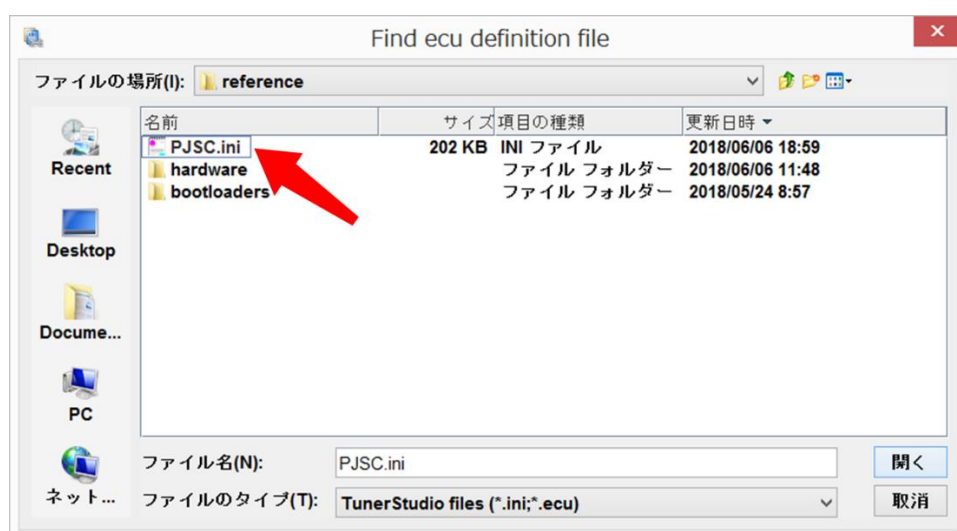 Find ecu definition file
ファイルの場所(I): reference
名前 サイズ 項目の種類 更新日時
PJSC.ini 202 KB INI ファイル 2018/06/06 18:59
hardware ファイル フォルダー 2018/06/06 11:48
bootloaders ファイル フォルダー 2018/05/24 8:57
Recent
Desktop
Docume...
PC
ネット...
ファイル名(N): PJSC.ini 開く
ファイルのタイプ(T): TunerStudio files (*.ini;*.ecu) 取消